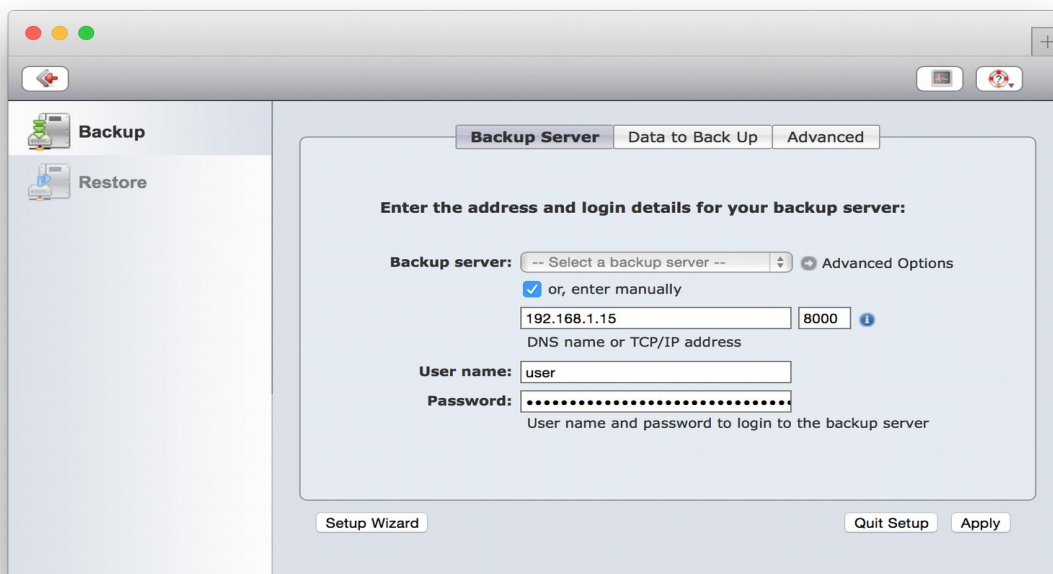 Backup
Restore
Backup Server Data to Back Up Advanced
Enter the address and login details for your backup server:
Backup server: -- Select a backup server -- Advanced Options
or, enter manually
192.168.1.15 8000
DNS name or TCP/IP address
User name: user
Password: ••••••••••••••••••••••••••••••••
User name and password to login to the backup server
Setup Wizard Quit Setup Apply